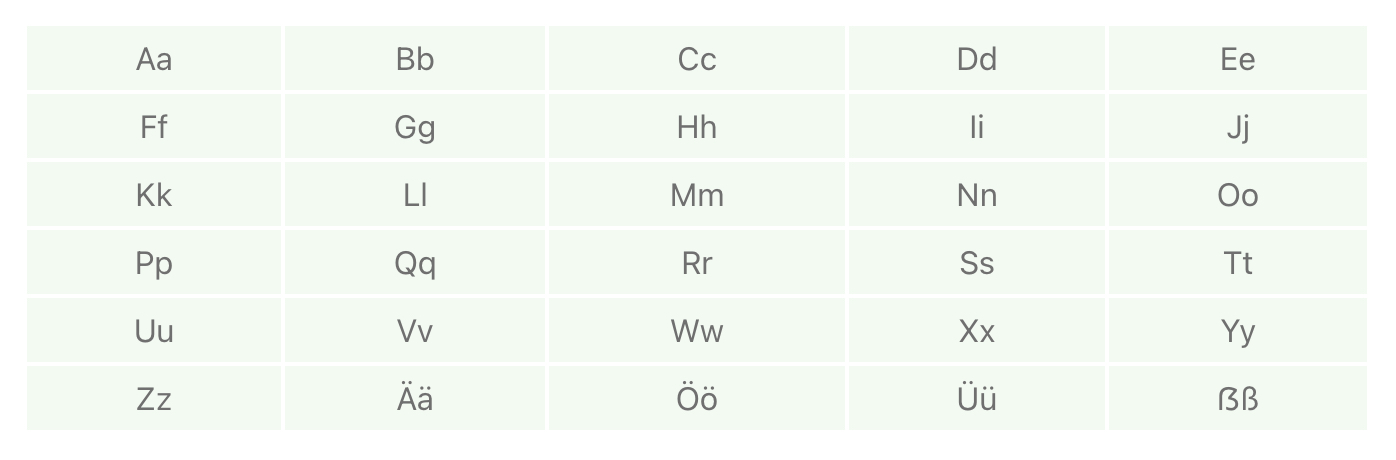 Aa Bb Cc Dd Ee
Ff Gg Hh Ii Jj
Kk Ll Mm Nn Oo
Pp Qq Rr Ss Tt
Uu Vv Ww Xx Yy
Zz Ää Öö Üü ẞß